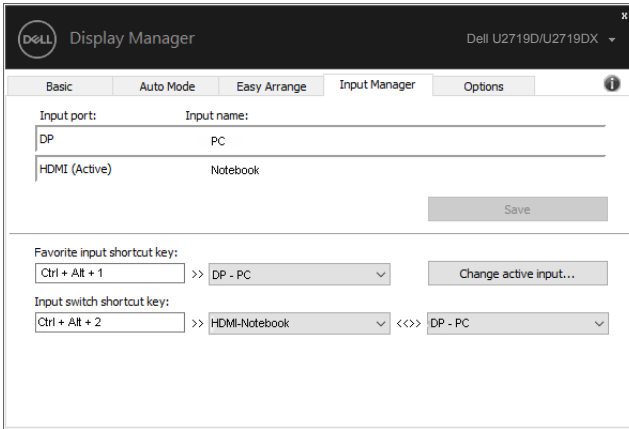 x
DELL Display Manager Dell U2719D/U2719DX
Basic Auto Mode Easy Arrange Input Manager Options i
Input port: Input name:
DP PC
HDMI (Active) Notebook
Save
Favorite input shortcut key:
Ctrl + Alt + 1 >> DP - PC Change active input...
Input switch shortcut key:
Ctrl + Alt + 2 >> HDMI-Notebook <<>> DP - PC